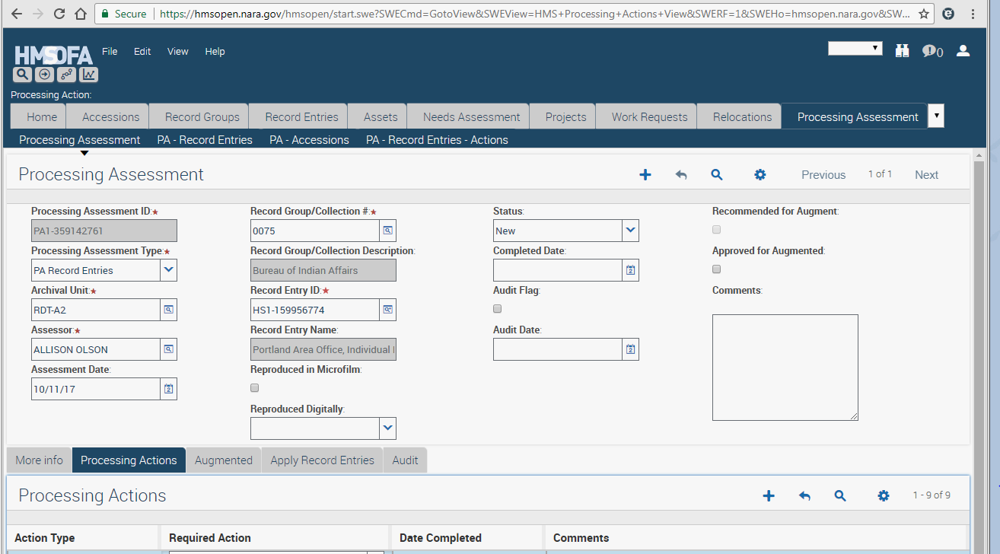 Secure https://hmsopen.nara.gov/hmsopen/start.swe?SWECmd=GotoView&SWEView=HMS+Processing+Actions+View&SWERF=1&SWEHo=hmsopen.nara.gov&SW...
HMSOFA File Edit View Help
0
Processing Action:
Home Accessions Record Groups Record Entries Assets Needs Assessment Projects Work Requests Relocations Processing Assessment
Processing Assessment PA - Record Entries PA - Accessions PA - Record Entries - Actions
Processing Assessment Previous 1 of 1 Next
Processing Assessment ID:★ Record Group/Collection #:★ Status: Recommended for Augment:
PA1-359142761 0075 New
Processing Assessment Type:★ Record Group/Collection Description: Completed Date: Approved for Augmented:
PA Record Entries Bureau of Indian Affairs 2
Archival Unit:★ Record Entry ID:★ Audit Flag: Comments:
RDT-A2 HS1-159956774
Assessor:★ Record Entry Name: Audit Date:
ALLISON OLSON Portland Area Office, Individual I 2
Assessment Date: Reproduced in Microfilm:
10/11/17 2
Reproduced Digitally:
More info Processing Actions Augmented Apply Record Entries Audit
Processing Actions 1 - 9 of 9
Action Type Required Action Date Completed Comments